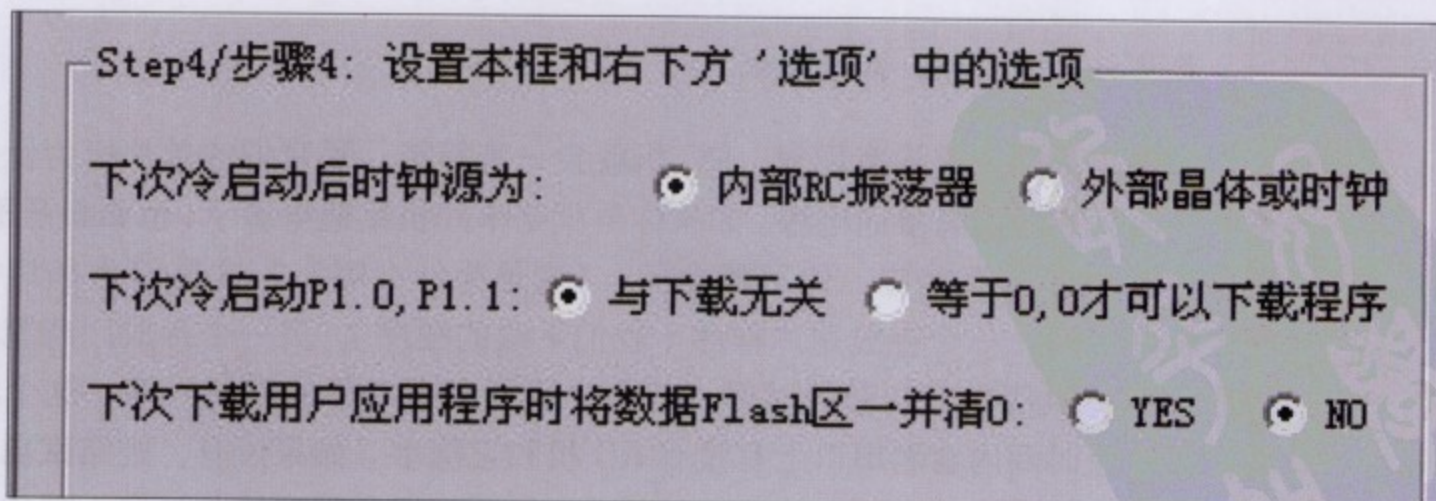 Step4/步骤4: 设置本框和右下方 '选项' 中的选项
下次冷启动后时钟源为: 内部RC振荡器 外部晶体或时钟
下次冷启动P1.0,P1.1: 与下载无关 等于0,0才可以下载程序
下次下载用户应用程序时将数据Flash区一并清0: YES NO